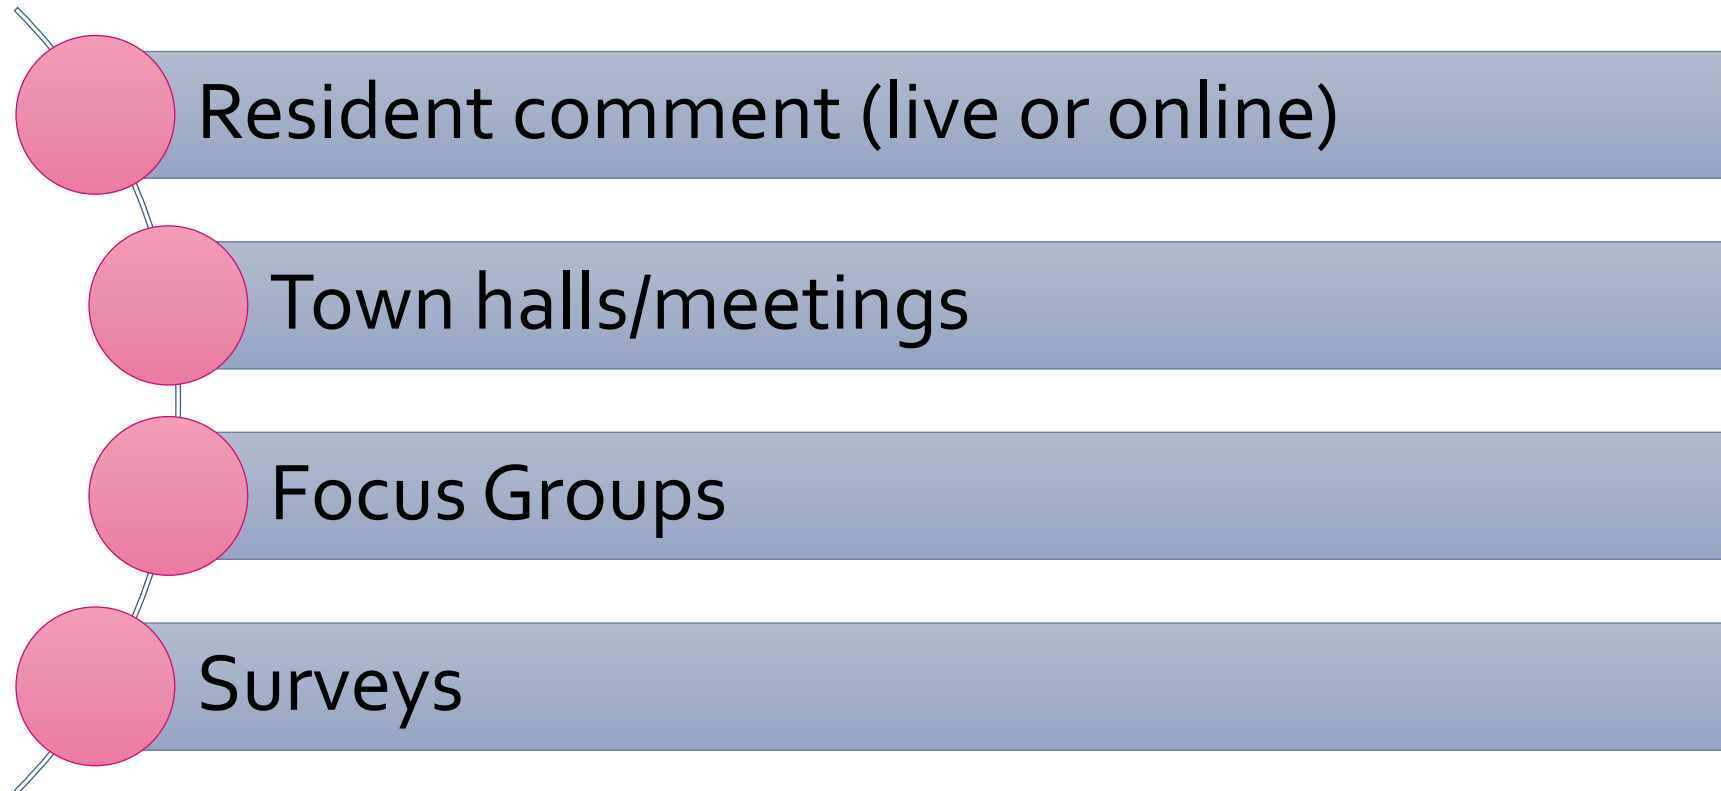 Resident comment (live or online)
Town halls/meetings
Focus Groups
Surveys